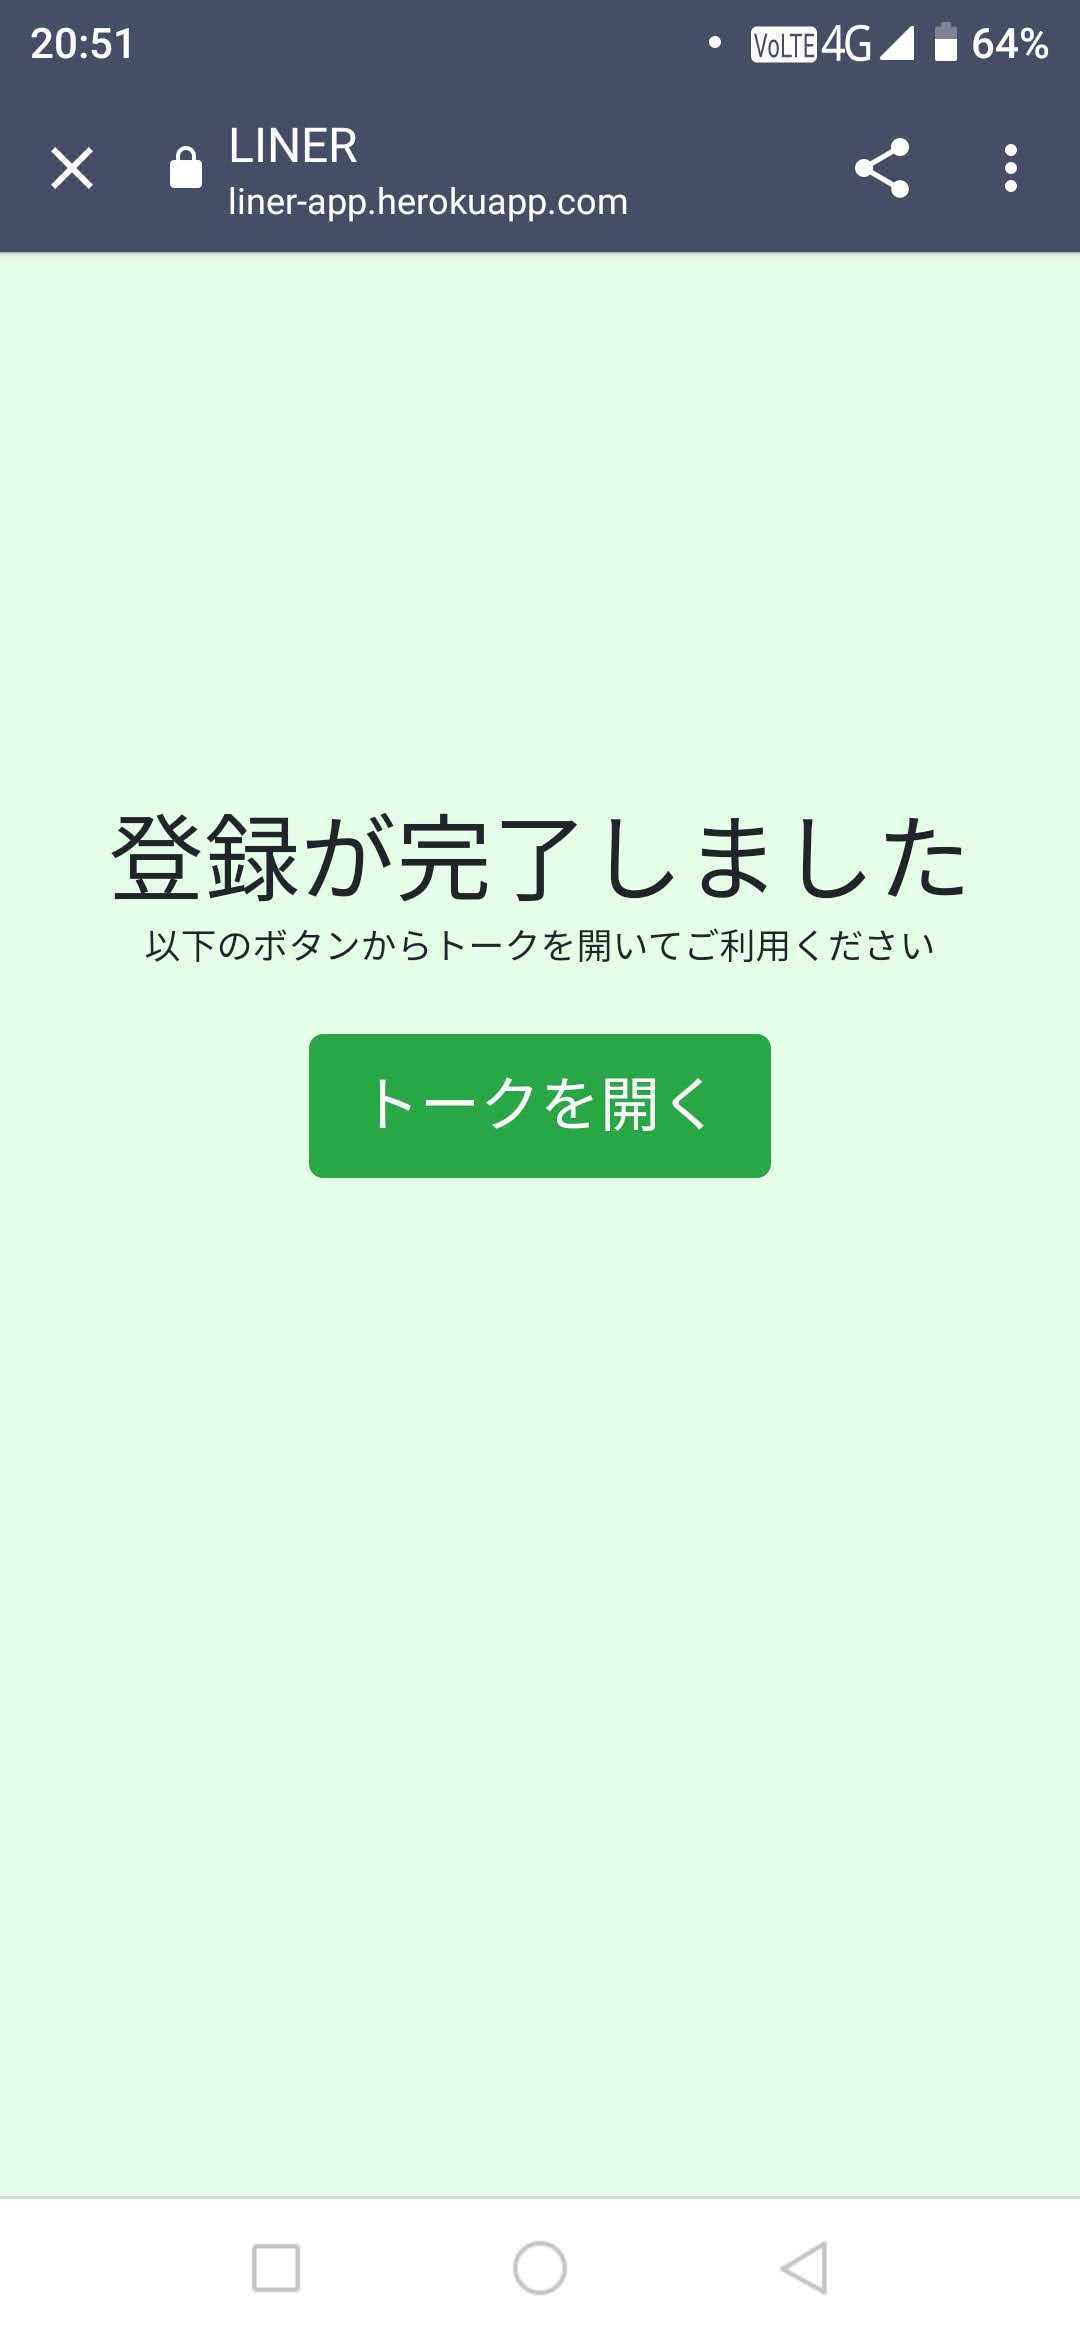 20:51
VoLTE 4G 64%
LINER
liner-app.herokuapp.com
登録が完了しました
以下のボタンからトークを開いてご利用ください
トークを開く